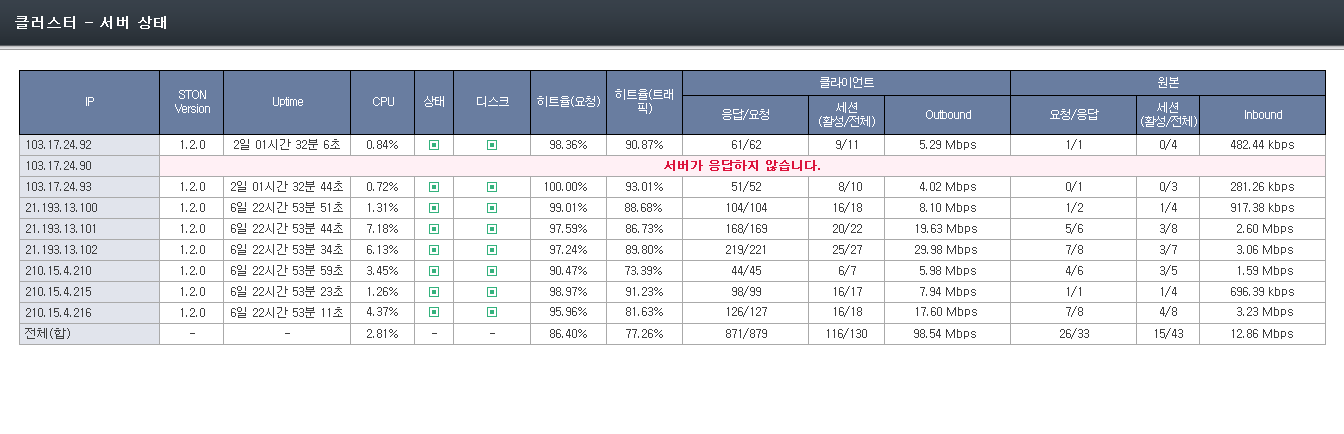 클러스터 - 서버 상태
클라이언트 원본
IP STON Version Uptime CPU 상태 디스크 히트율(요청) 히트율(트래픽) 응답/요청 세션 (활성/전체) Outbound 요청/응답 세션 (활성/전체) Inbound
103.17.24.92 1.2.0 2일 01시간 32분 6초 0.84% 98.36% 90.87% 61/62 9/11 5.29 Mbps 1/1 0/4 482.44 kbps
103.17.24.90 서버가 응답하지 않습니다.
103.17.24.93 1.2.0 2일 01시간 32분 44초 0.72% 100.00% 93.01% 51/52 8/10 4.02 Mbps 0/1 0/3 281.26 kbps
21.193.13.100 1.2.0 6일 22시간 53분 51초 1.31% 99.01% 88.68% 104/104 16/18 8.10 Mbps 1/2 1/4 917.38 kbps
21.193.13.101 1.2.0 6일 22시간 53분 44초 7.18% 97.59% 86.73% 168/169 20/22 19.63 Mbps 5/6 3/8 2.60 Mbps
21.193.13.102 1.2.0 6일 22시간 53분 34초 6.13% 97.24% 89.80% 219/221 25/27 29.98 Mbps 7/8 3/7 3.06 Mbps
210.15.4.210 1.2.0 6일 22시간 53분 59초 3.45% 90.47% 73.39% 44/45 6/7 5.98 Mbps 4/6 3/5 1.59 Mbps
210.15.4.215 1.2.0 6일 22시간 53분 23초 1.26% 98.97% 91.23% 98/99 16/17 7.94 Mbps 1/1 1/4 696.39 kbps
210.15.4.216 1.2.0 6일 22시간 53분 11초 4.37% 95.96% 81.63% 126/127 16/18 17.60 Mbps 7/8 4/8 3.23 Mbps
전체(합) - - 2.81% - - 86.40% 77.26% 871/879 116/130 98.54 Mbps 26/33 15/43 12.86 Mbps